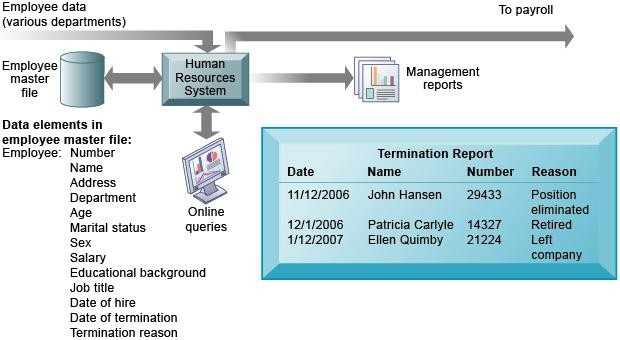 Employee data
(various departments)
To payroll
Employee
master
file
Human
Resources
System
Management
reports
Online
queries
Data elements in
employee master file:
Employee: Number
Name
Address
Department
Age
Marital status
Sex
Salary
Educational background
Job title
Date of hire
Date of termination
Termination reason
Termination Report
Date Name Number Reason
11/12/2006 John Hansen 29433 Position
eliminated
12/1/2006 Patricia Carlyle 14327 Retired
1/12/2007 Ellen Quimby 21224 Left
company